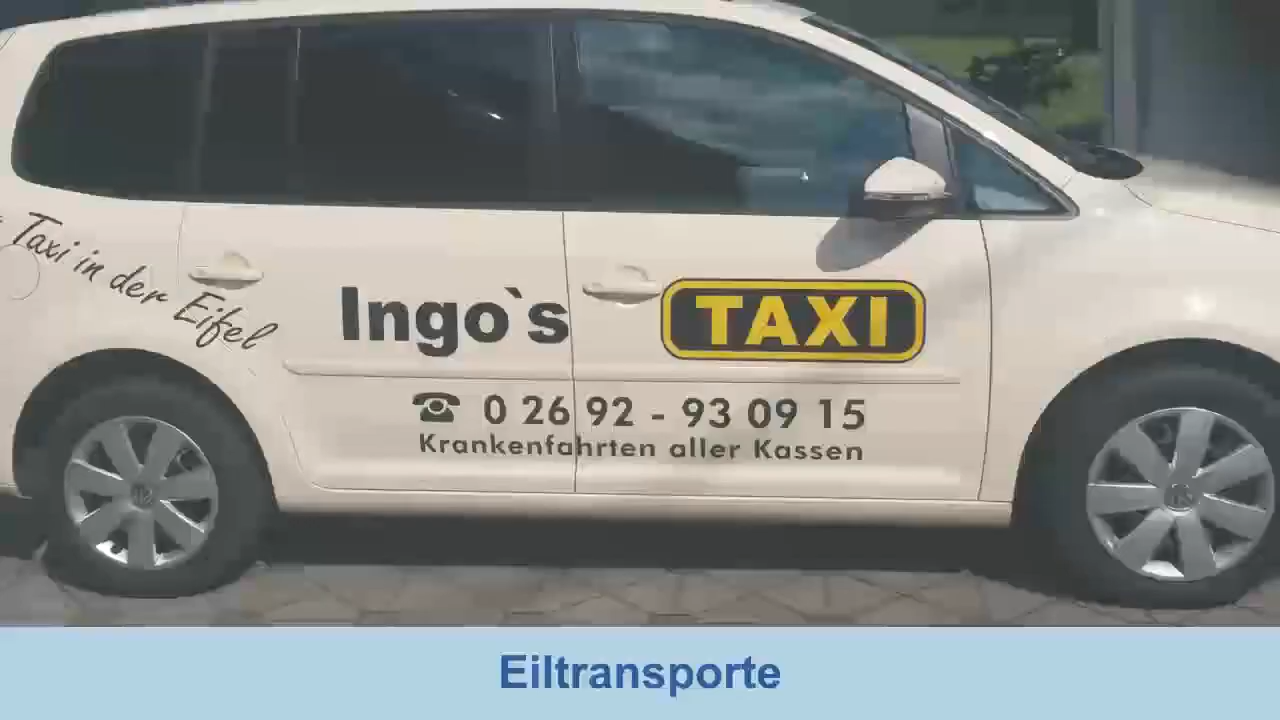 Taxi in der Eifel
Ingo`s TAXI
☎ 0 26 92 - 93 09 15
Krankenfahrten aller Kassen
Eiltransporte